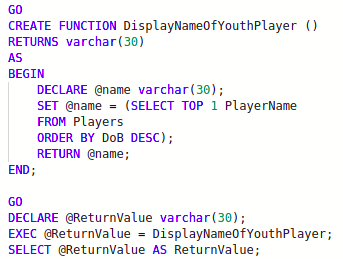 GO
CREATE FUNCTION DisplayNameOfYouthPlayer ()
RETURNS varchar(30)
AS
BEGIN
    DECLARE @name varchar(30);
    SET @name = (SELECT TOP 1 PlayerName
    FROM Players
    ORDER BY DoB DESC);
    RETURN @name;
END;

GO
DECLARE @ReturnValue varchar(30);
EXEC @ReturnValue = DisplayNameOfYouthPlayer;
SELECT @ReturnValue AS ReturnValue;